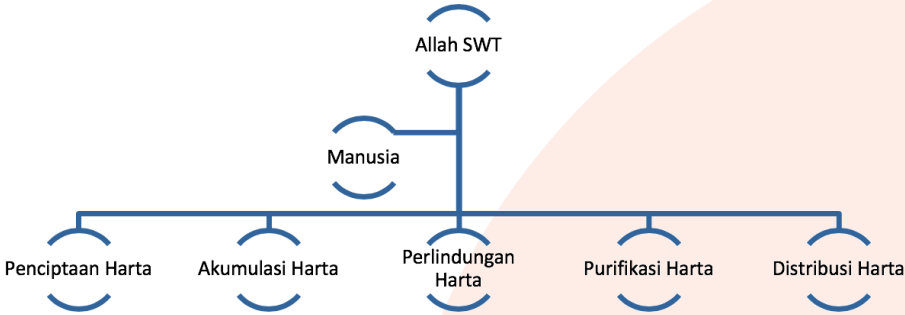 Allah SWT
Manusia
Penciptaan Harta
Akumulasi Harta
Perlindungan
Harta
Purifikasi Harta
Distribusi Harta